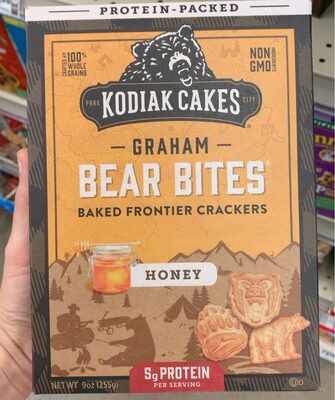 PROTEIN-PACKED
CRAFTED W/ 100% WHOLE GRAINS
NON GMO
KODIAK CAKES®
PARK CITY
GRAHAM
BEAR BITES®
BAKED FRONTIER CRACKERS
HONEY
5g PROTEIN
PER SERVING
NET WT 9oz (255g)